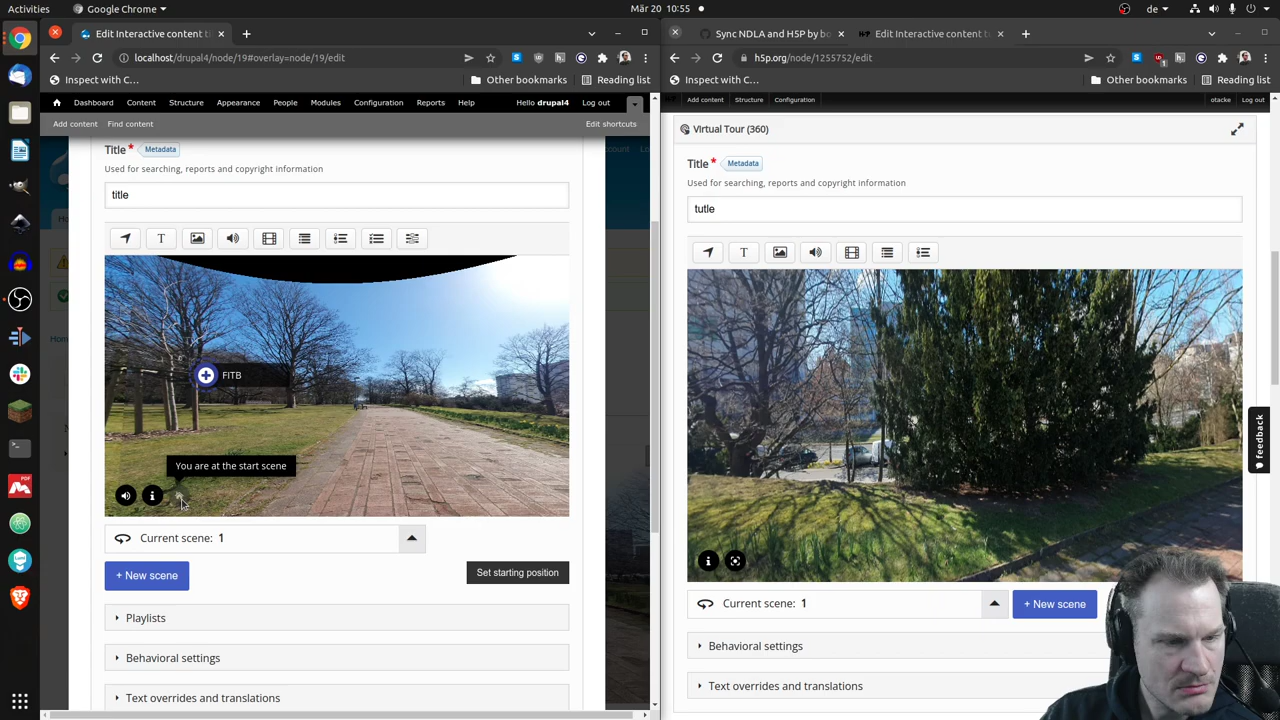 Activities
Google Chrome
Mär 20 10:55
de
Edit Interactive content t
Sync NDLA and H5P by bo
Edit Interactive content t
localhost/drupal4/node/19#overlay=node/19/edit
h5p.org/node/1255752/edit
Inspect with C…
Other bookmarks
Reading list
Inspect with C…
Other bookmarks
Reading list
Dashboard
Content
Structure
Appearance
People
Modules
Configuration
Reports
Help
Hello drupal4
Log out
Add content
Structure
Configuration
otacke
Log out
Add content
Find content
Edit shortcuts
Virtual Tour (360)
Title *
Metadata
Used for searching, reports and copyright information
title
Title *
Metadata
Used for searching, reports and copyright information
tutle
T
T
FITB
You are at the start scene
Current scene: 1
+ New scene
Set starting position
Playlists
Behavioral settings
Text overrides and translations
Current scene: 1
+ New scene
Behavioral settings
Text overrides and translations
feedback
Hom